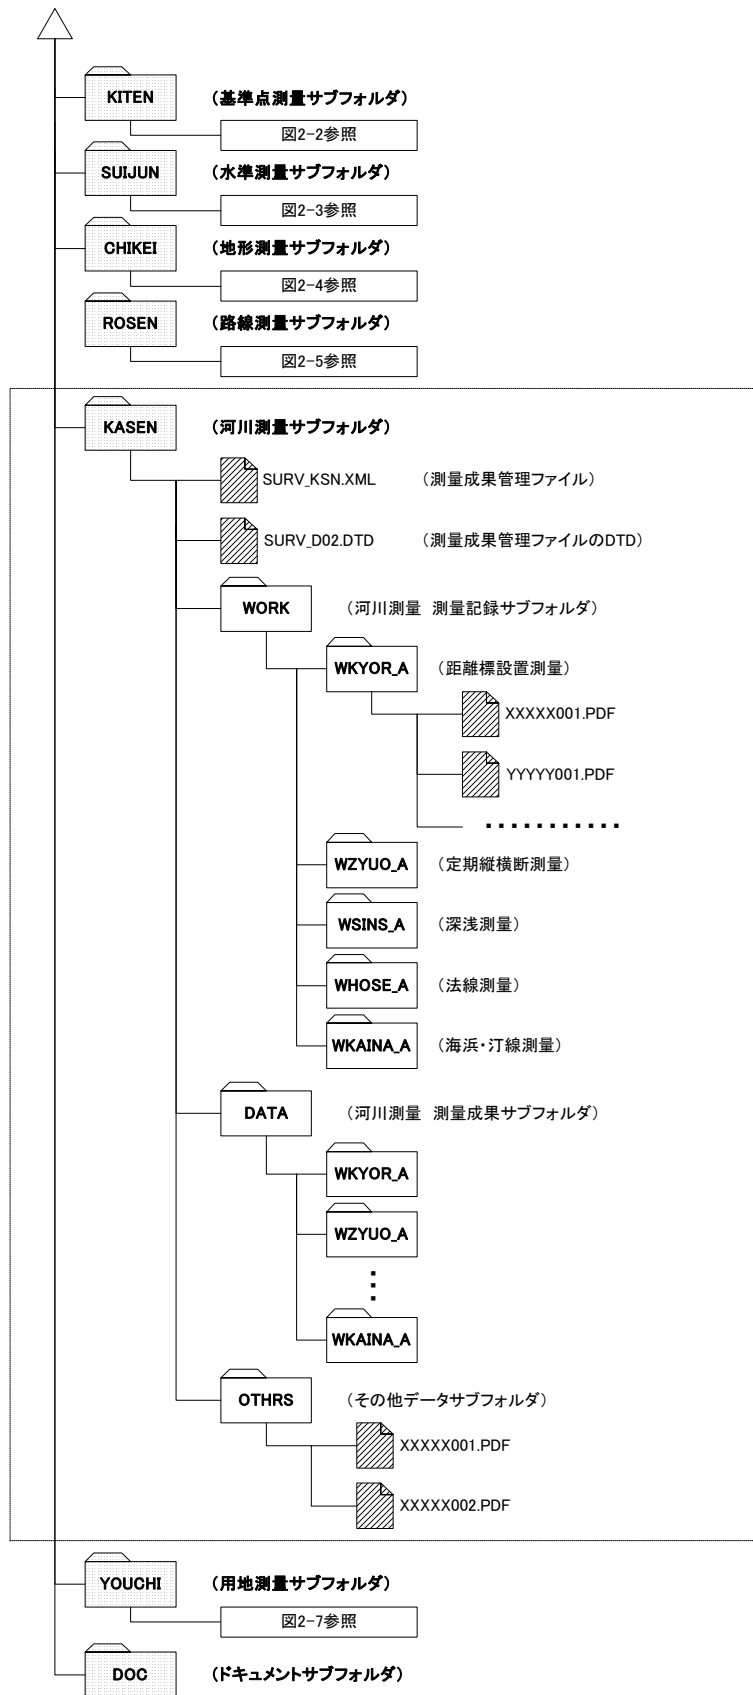 KITEN (基準点測量サブフォルダ)
図2-2参照
SUIJUN (水準測量サブフォルダ)
図2-3参照
CHIKEI (地形測量サブフォルダ)
図2-4参照
ROSEN (路線測量サブフォルダ)
図2-5参照
KASEN (河川測量サブフォルダ)
SURV_KSN.XML (測量成果管理ファイル)
SURV_D02.DTD (測量成果管理ファイルのDTD)
WORK (河川測量 測量記録サブフォルダ)
WKYOR_A (距離標設置測量)
XXXXX001.PDF
YYYYY001.PDF
・・・・・・・・・・・
WZYUO_A (定期縦横断測量)
WSINS_A (深浅測量)
WHOSE_A (法線測量)
WKAINA_A (海浜・汀線測量)
DATA (河川測量 測量成果サブフォルダ)
WKYOR_A
WZYUO_A
⋮
WKAINA_A
OTHRS (その他データサブフォルダ)
XXXXX001.PDF
XXXXX002.PDF
YOUCHI (用地測量サブフォルダ)
図2-7参照
DOC (ドキュメントサブフォルダ)